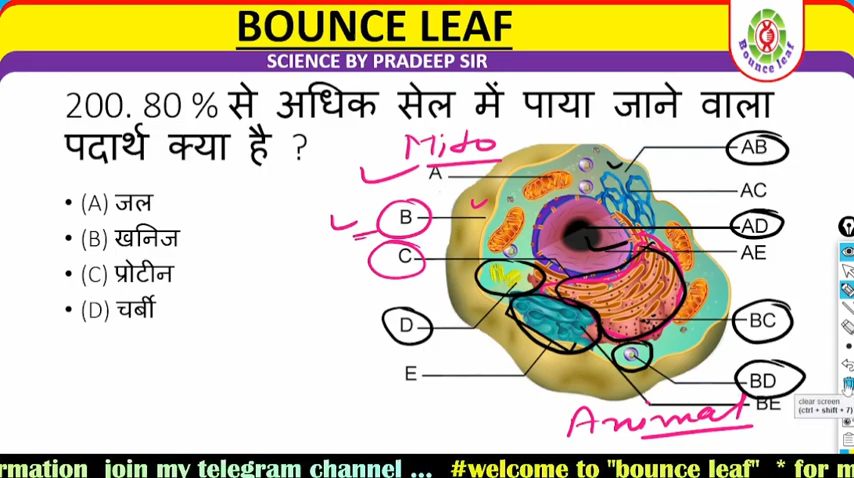 BOUNCE LEAF
SCIENCE BY PRADEEP SIR
Bounce leaf
200. 80 % से अधिक सेल में पाया जाने वाला
पदार्थ क्या है ?
• (A) जल
• (B) खनिज
• (C) प्रोटीन
• (D) चर्बी
Mito
A
B
C
D
E
AB
AC
AD
AE
BC
BD
BE
Animal
clear screen
(ctrl + shift + 7)
rmation join my telegram channel ... #welcome to "bounce leaf" * for m